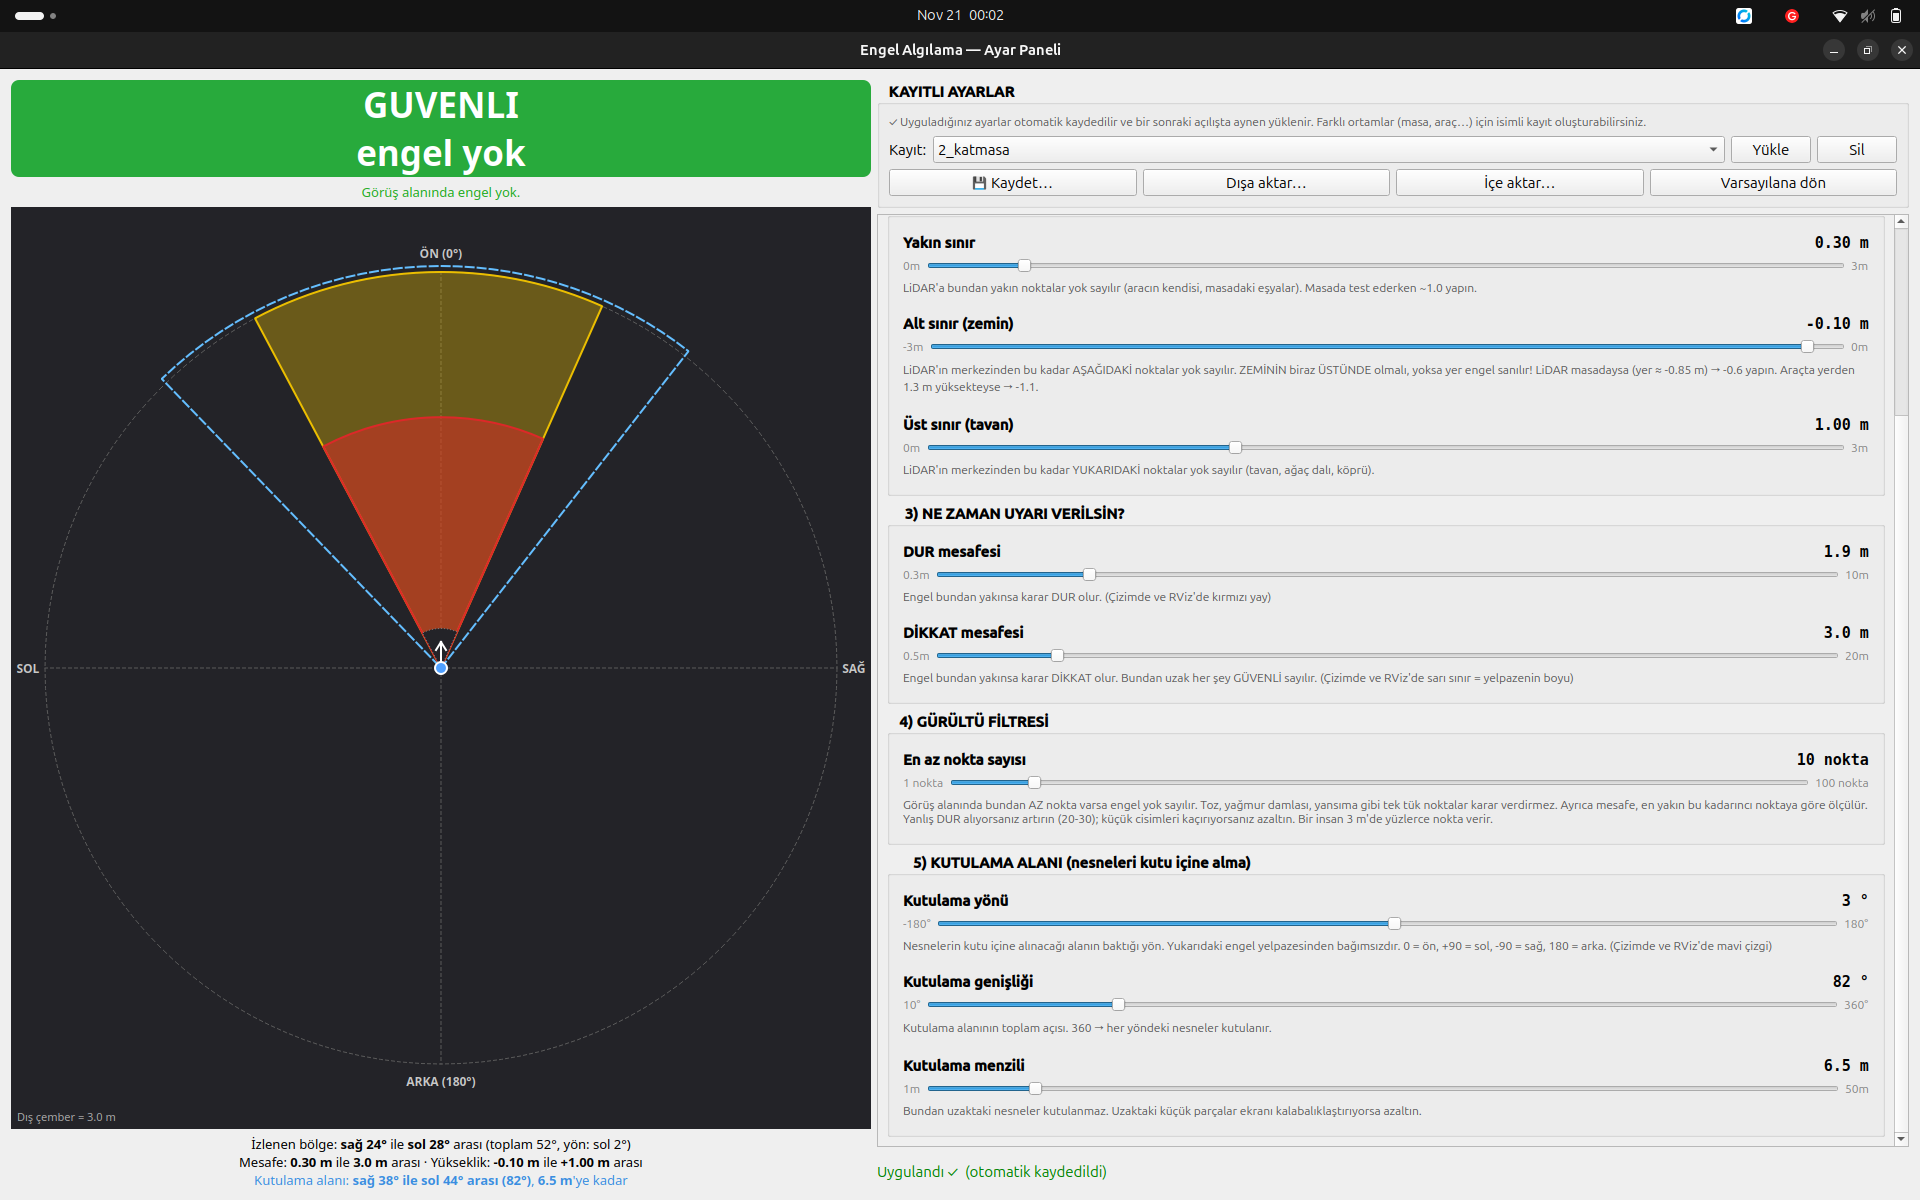 Nov 21 00:02
Engel Algılama — Ayar Paneli
GUVENLI
engel yok
Görüş alanında engel yok.
ÖN (0°)
SOL
SAĞ
ARKA (180°)
Dış çember = 3.0 m
İzlenen bölge: sağ 24° ile sol 28° arası (toplam 52°, yön: sol 2°)
Mesafe: 0.30 m ile 3.0 m arası · Yükseklik: -0.10 m ile +1.00 m arası
Kutulama alanı: sağ 38° ile sol 44° arası (82°), 6.5 m'ye kadar
KAYITLI AYARLAR
✓ Uyguladığınız ayarlar otomatik kaydedilir ve bir sonraki açılışta aynen yüklenir. Farklı ortamlar (masa, araç…) için isimli kayıt oluşturabilirsiniz.
Kayıt: 2_katmasa Yükle Sil
💾 Kaydet… Dışa aktar… İçe aktar… Varsayılana dön
Yakın sınır 0.30 m
0m 3m
LiDAR'a bundan yakın noktalar yok sayılır (aracın kendisi, masadaki eşyalar). Masada test ederken ~1.0 yapın.
Alt sınır (zemin) -0.10 m
-3m 0m
LiDAR'ın merkezinden bu kadar AŞAĞIDAKİ noktalar yok sayılır. ZEMİNİN biraz ÜSTÜNDE olmalı, yoksa yer engel sanılır! LiDAR masadaysa (yer ≈ -0.85 m) → -0.6 yapın. Araçta yerden
1.3 m yüksekteyse → -1.1.
Üst sınır (tavan) 1.00 m
0m 3m
LiDAR'ın merkezinden bu kadar YUKARIDAKİ noktalar yok sayılır (tavan, ağaç dalı, köprü).
3) NE ZAMAN UYARI VERİLSİN?
DUR mesafesi 1.9 m
0.3m 10m
Engel bundan yakınsa karar DUR olur. (Çizimde ve RViz'de kırmızı yay)
DİKKAT mesafesi 3.0 m
0.5m 20m
Engel bundan yakınsa karar DİKKAT olur. Bundan uzak her şey GÜVENLİ sayılır. (Çizimde ve RViz'de sarı sınır = yelpazenin boyu)
4) GÜRÜLTÜ FİLTRESİ
En az nokta sayısı 10 nokta
1 nokta 100 nokta
Görüş alanında bundan AZ nokta varsa engel yok sayılır. Toz, yağmur damlası, yansıma gibi tek tük noktalar karar verdirmez. Ayrıca mesafe, en yakın bu kadarıncı noktaya göre ölçülür.
Yanlış DUR alıyorsanız artırın (20-30); küçük cisimleri kaçırıyorsanız azaltın. Bir insan 3 m'de yüzlerce nokta verir.
5) KUTULAMA ALANI (nesneleri kutu içine alma)
Kutulama yönü 3 °
-180° 180°
Nesnelerin kutu içine alınacağı alanın baktığı yön. Yukarıdaki engel yelpazesinden bağımsızdır. 0 = ön, +90 = sol, -90 = sağ, 180 = arka. (Çizimde ve RViz'de mavi çizgi)
Kutulama genişliği 82 °
10° 360°
Kutulama alanının toplam açısı. 360 → her yöndeki nesneler kutulanır.
Kutulama menzili 6.5 m
1m 50m
Bundan uzaktaki nesneler kutulanmaz. Uzaktaki küçük parçalar ekranı kalabalıklaştırıyorsa azaltın.
Uygulandı ✓ (otomatik kaydedildi)